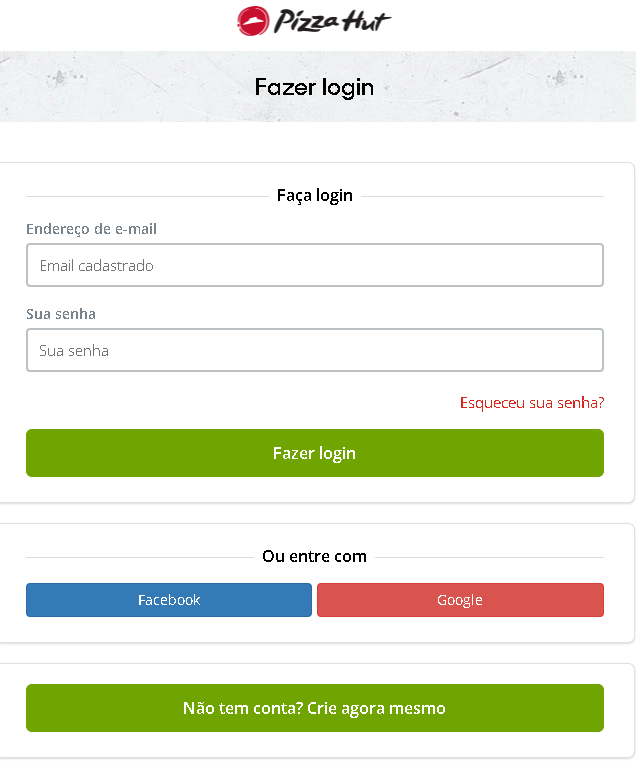 Pizza Hut
Fazer login
Faça login
Endereço de e-mail
Email cadastrado
Sua senha
Sua senha
Esqueceu sua senha?
Fazer login
Ou entre com
Facebook Google
Não tem conta? Crie agora mesmo